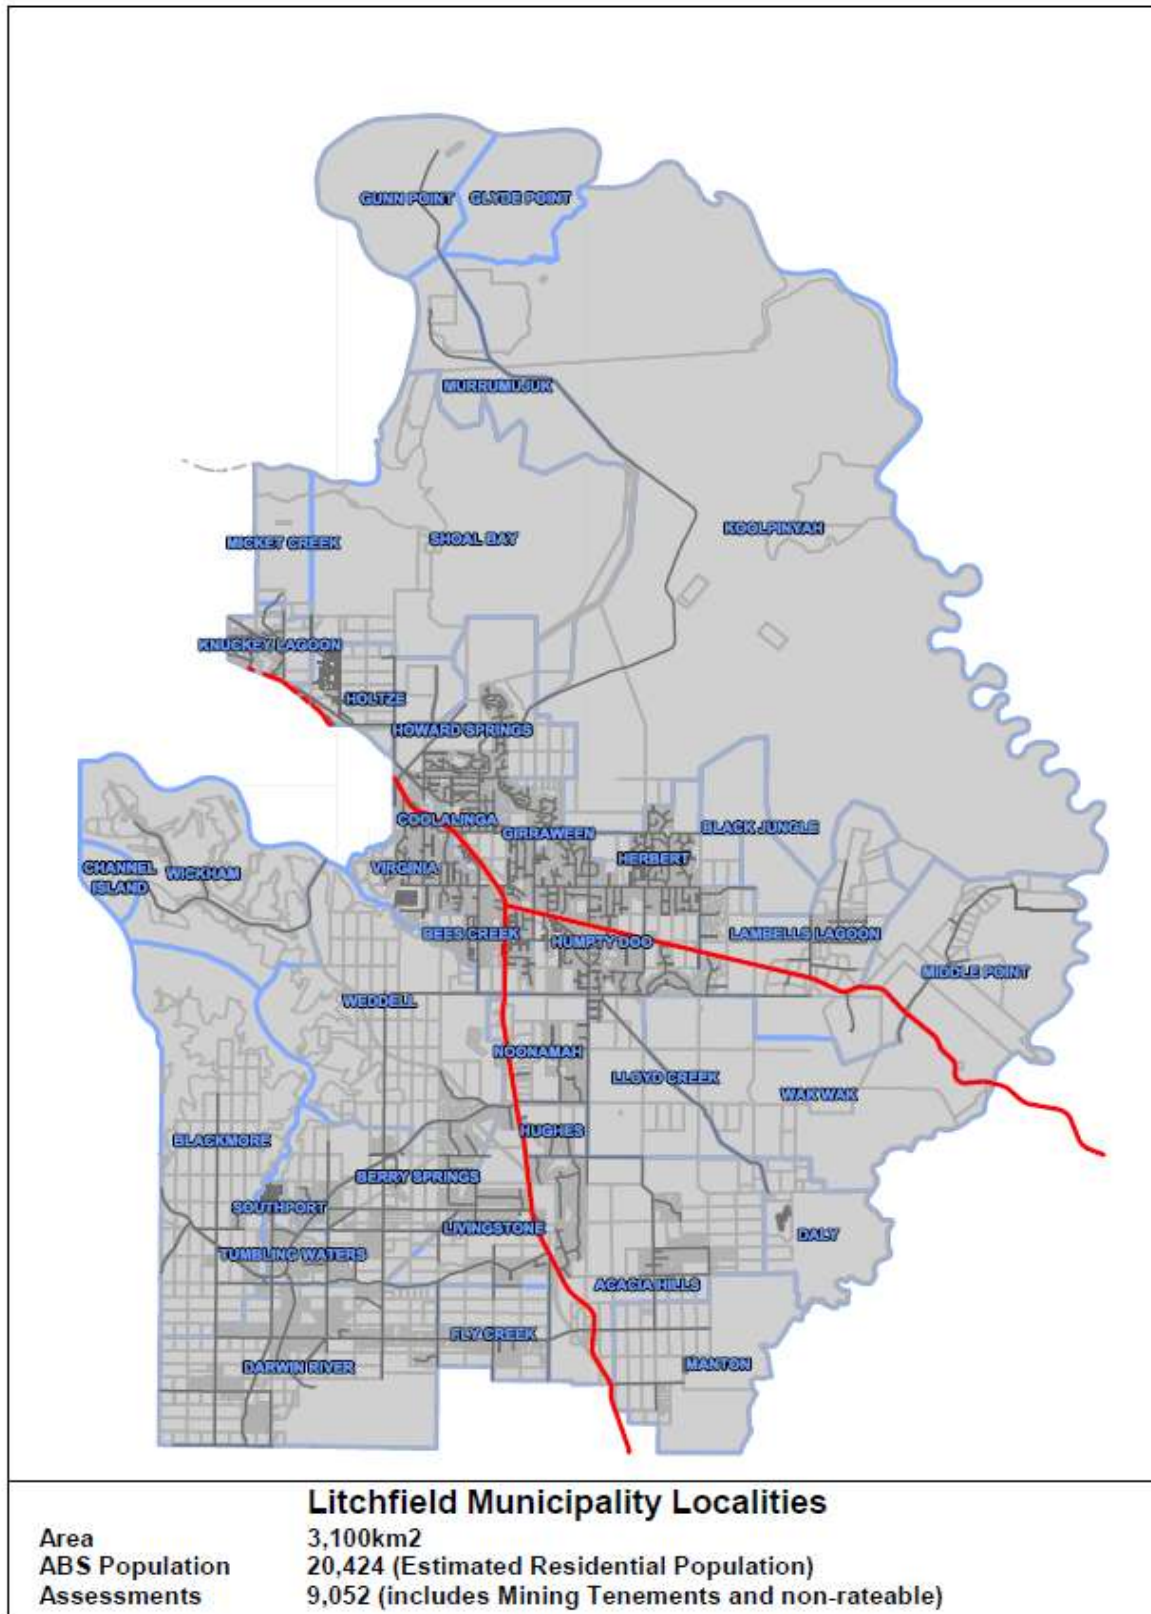 GUNN POINT
GLYDE POINT
MURRUMUJUK
MICKET CREEK
SHOAL BAY
KOOLPINYAH
KNUCKEY LAGOON
HOLTZE
HOWARD SPRINGS
COOLALINGA
GIRRAWEEN
BLACK JUNGLE
HERBERT
CHANNEL
ISLAND
WICKHAM
VIRGINIA
BEES CREEK
HUMPTY DOO
LAMBELLS LAGOON
MIDDLE POINT
WEDDELL
NOONAMAH
LLOYD CREEK
WAK WAK
HUGHES
BLACKMORE
BERRY SPRINGS
SOUTHPORT
LIVINGSTONE
DALY
TUMBLING WATERS
ACACIA HILLS
FLY CREEK
DARWIN RIVER
MANTON
Litchfield Municipality Localities
Area 3,100km2
ABS Population 20,424 (Estimated Residential Population)
Assessments 9,052 (includes Mining Tenements and non-rateable)